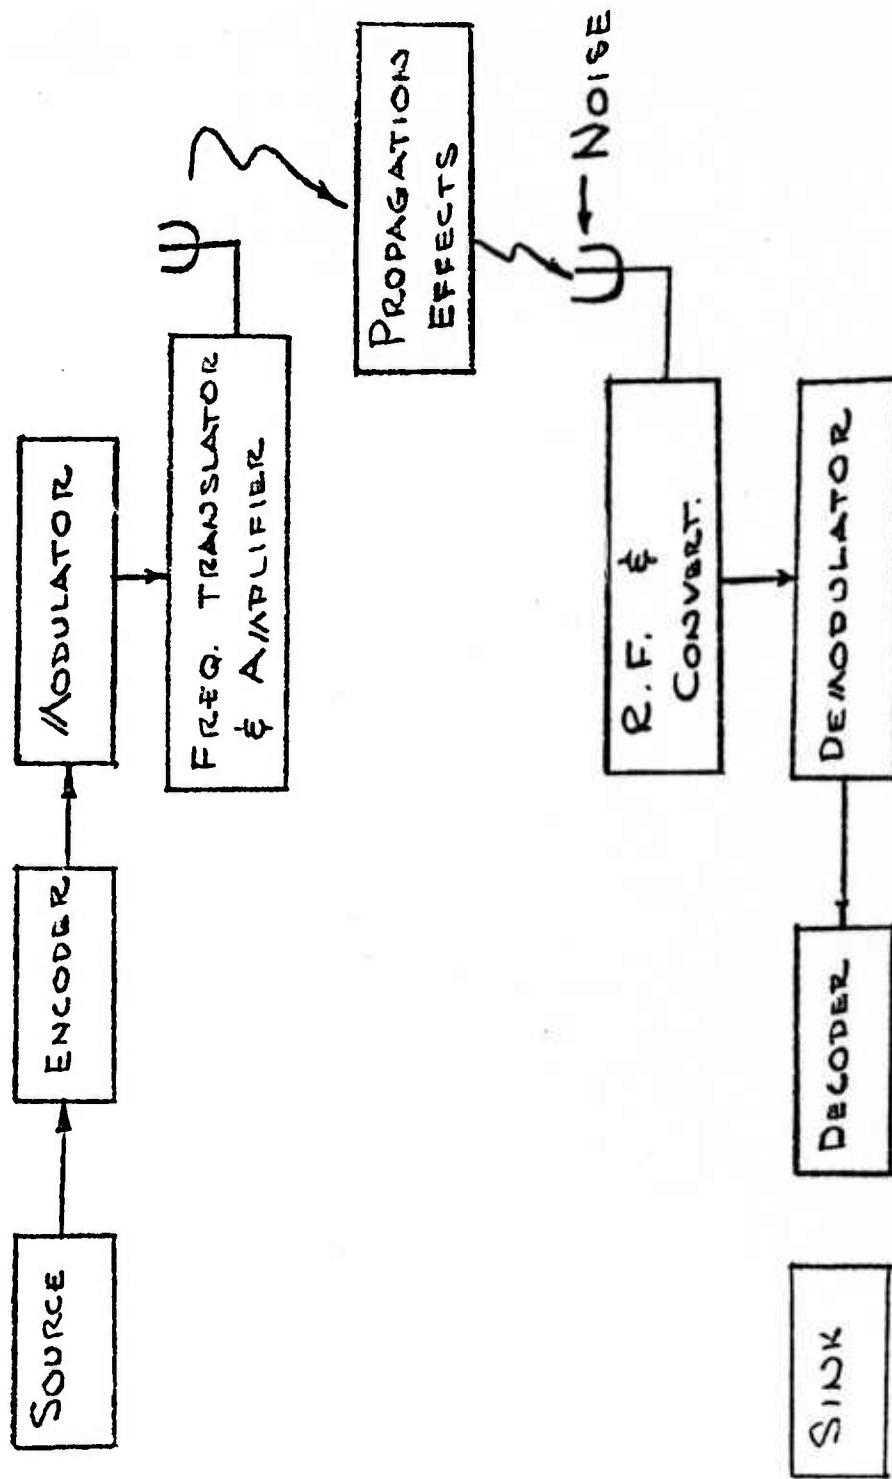 SOURCE
ENCODER
MODULATOR
FREQ. TRANSLATOR
& AMPLIFIER
PROPAGATION
EFFECTS
NOISE
R.F. &
CONVERT.
DEMODULATOR
DECODER
SINK